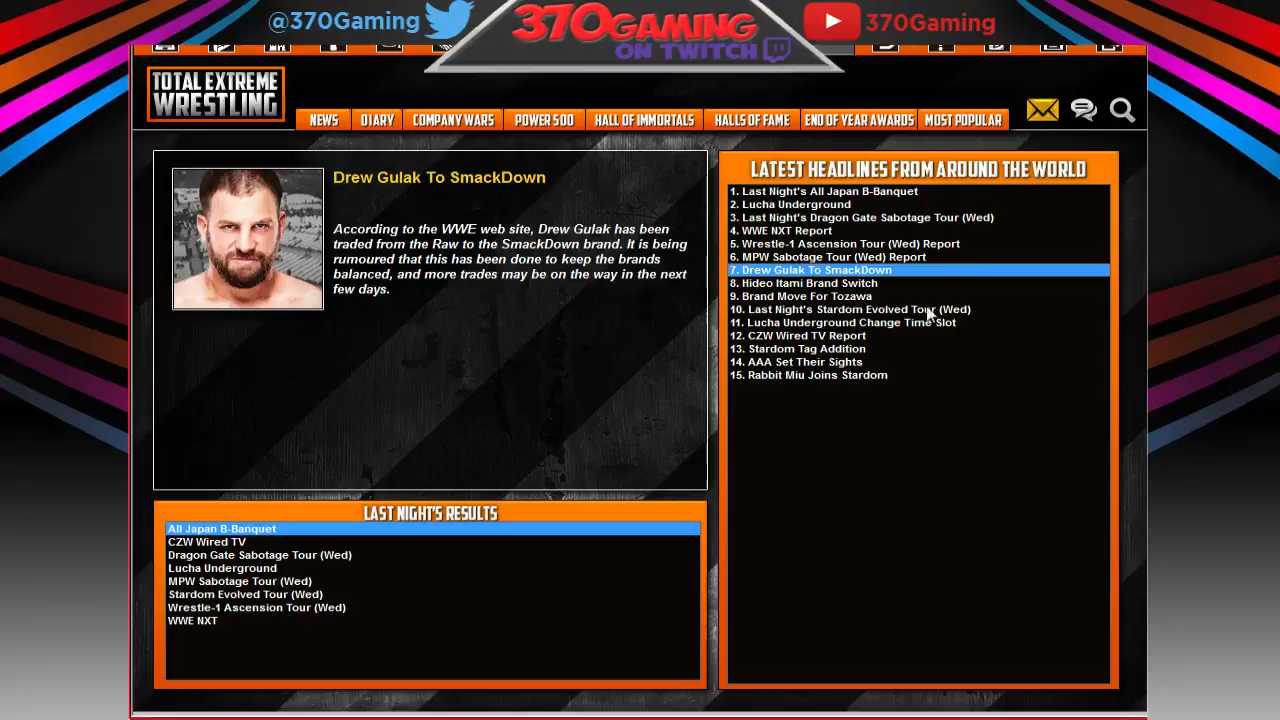 @370Gaming
370GAMING
ON TWITCH
370Gaming
TOTAL EXTREME
WRESTLING
NEWS
DIARY
COMPANY WARS
POWER 500
HALL OF IMMORTALS
HALLS OF FAME
END OF YEAR AWARDS
MOST POPULAR
Drew Gulak To SmackDown
According to the WWE web site, Drew Gulak has been
traded from the Raw to the SmackDown brand. It is being
rumoured that this has been done to keep the brands
balanced, and more trades may be on the way in the next
few days.
LATEST HEADLINES FROM AROUND THE WORLD
1. Last Night's All Japan B-Banquet
2. Lucha Underground
3. Last Night's Dragon Gate Sabotage Tour (Wed)
4. WWE NXT Report
5. Wrestle-1 Ascension Tour (Wed) Report
6. MPW Sabotage Tour (Wed) Report
7. Drew Gulak To SmackDown
8. Hideo Itami Brand Switch
9. Brand Move For Tozawa
10. Last Night's Stardom Evolved Tour (Wed)
11. Lucha Underground Change Time Slot
12. CZW Wired TV Report
13. Stardom Tag Addition
14. AAA Set Their Sights
15. Rabbit Miu Joins Stardom
LAST NIGHT'S RESULTS
All Japan B-Banquet
CZW Wired TV
Dragon Gate Sabotage Tour (Wed)
Lucha Underground
MPW Sabotage Tour (Wed)
Stardom Evolved Tour (Wed)
Wrestle-1 Ascension Tour (Wed)
WWE NXT